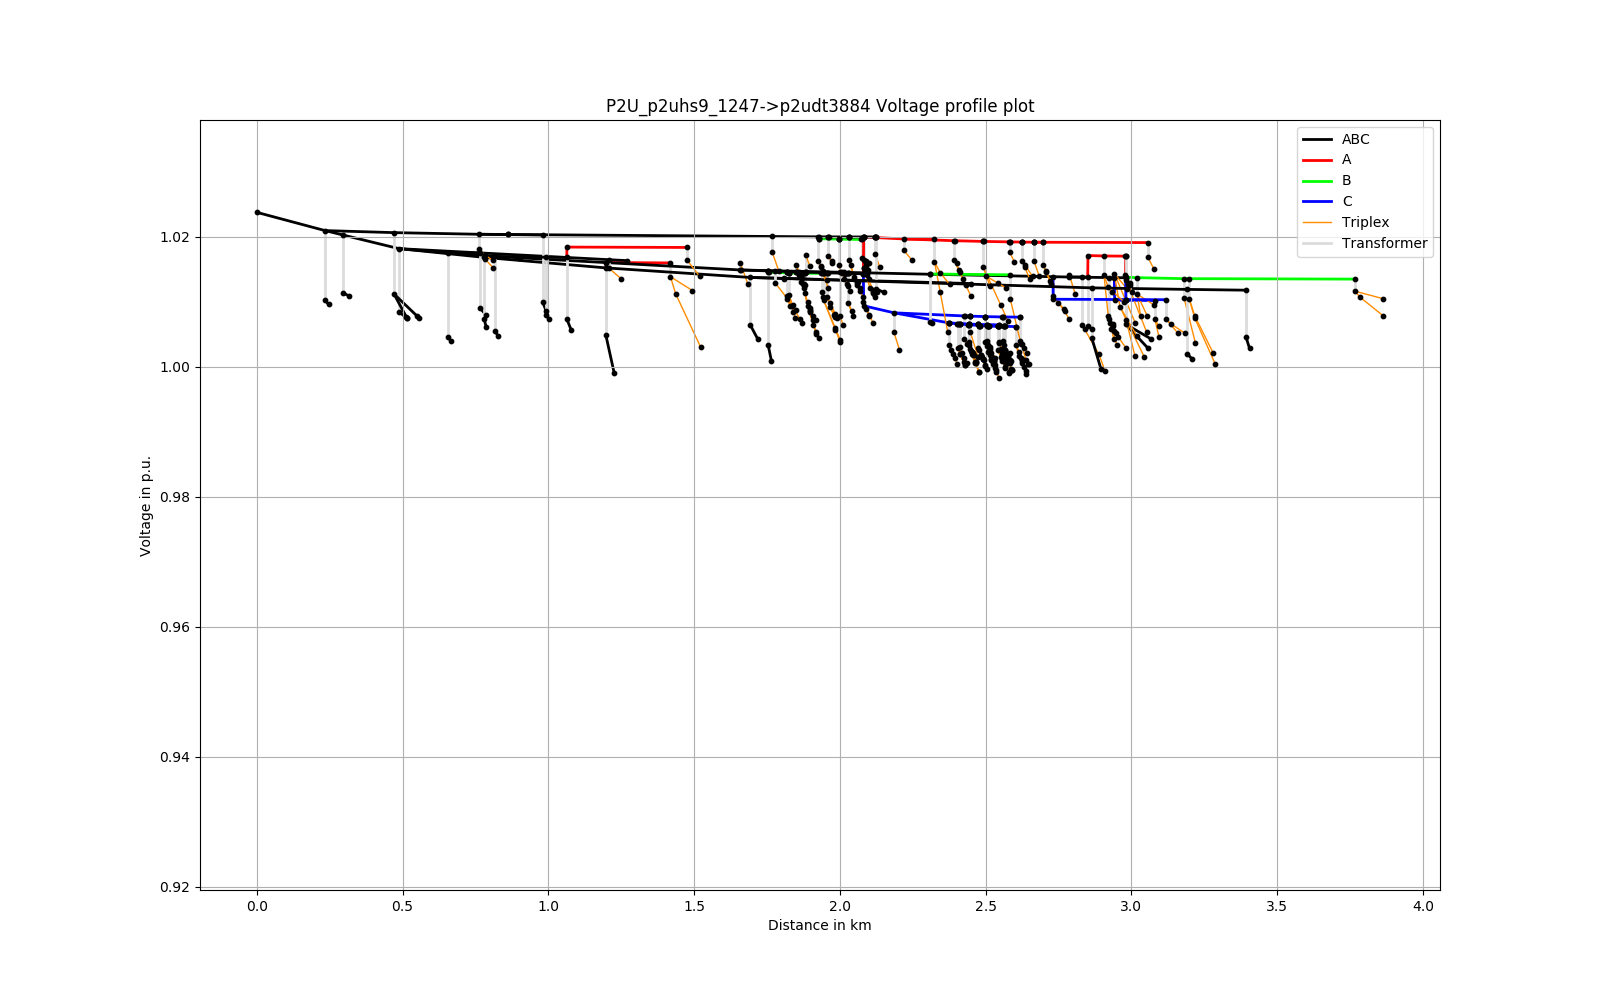 P2U_p2uhs9_1247->p2udt3884 Voltage profile plot
ABC
A
B
C
Triplex
Transformer
Voltage in p.u.
1.02
1.00
0.98
0.96
0.94
0.92
0.0 0.5 1.0 1.5 2.0 2.5 3.0 3.5 4.0
Distance in km